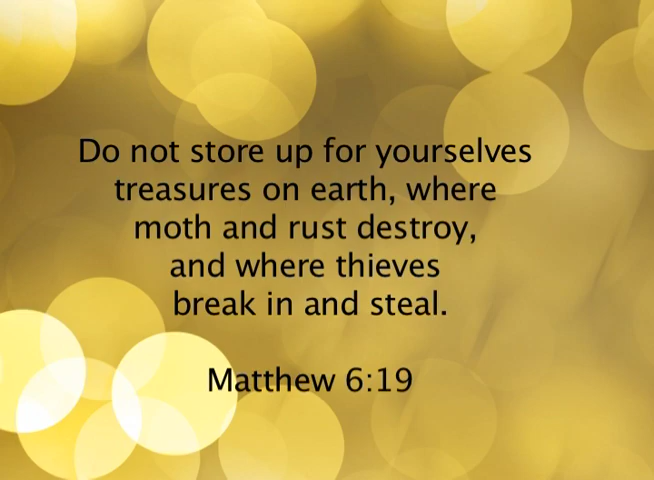 Do not store up for yourselves
treasures on earth, where
moth and rust destroy,
and where thieves
break in and steal.
Matthew 6:19